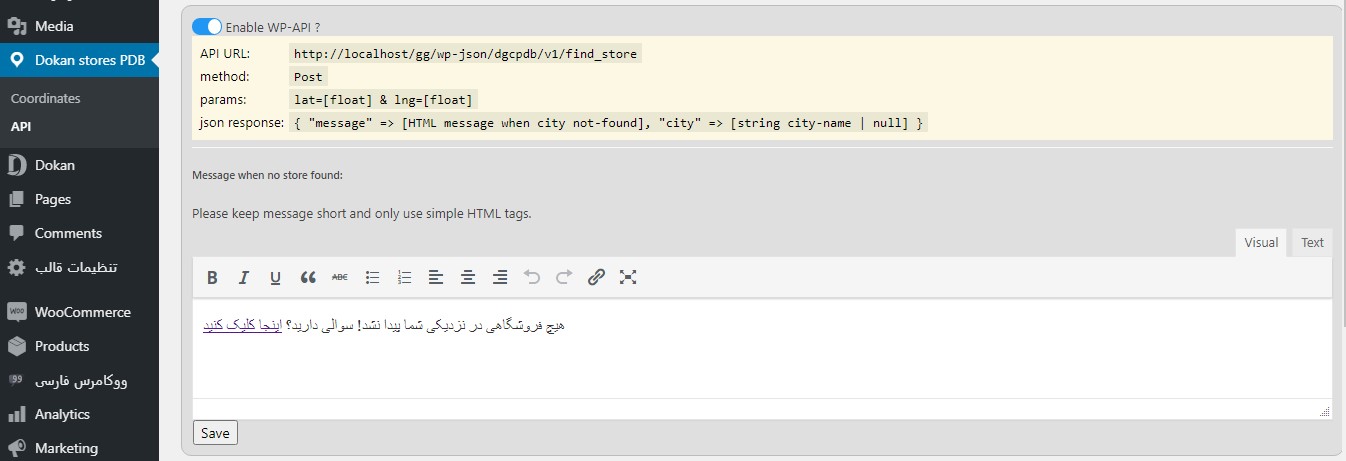 Media
Dokan stores PDB
Coordinates
API
Dokan
Pages
Comments
تنظیمات قالب
WooCommerce
Products
ووکامرس فارسی
Analytics
Marketing
Enable WP-API ?
API URL: http://localhost/gg/wp-json/dgcpdb/v1/find_store
method: Post
params: lat=[float] & lng=[float]
json response: { "message" => [HTML message when city not-found], "city" => [string city-name | null] }
Message when no store found:
Please keep message short and only use simple HTML tags.
Visual Text
B I U ABC
هیچ فروشگاهی در نزدیکی شما پیدا نشد! سوالی دارید؟ اینجا کلیک کنید
Save